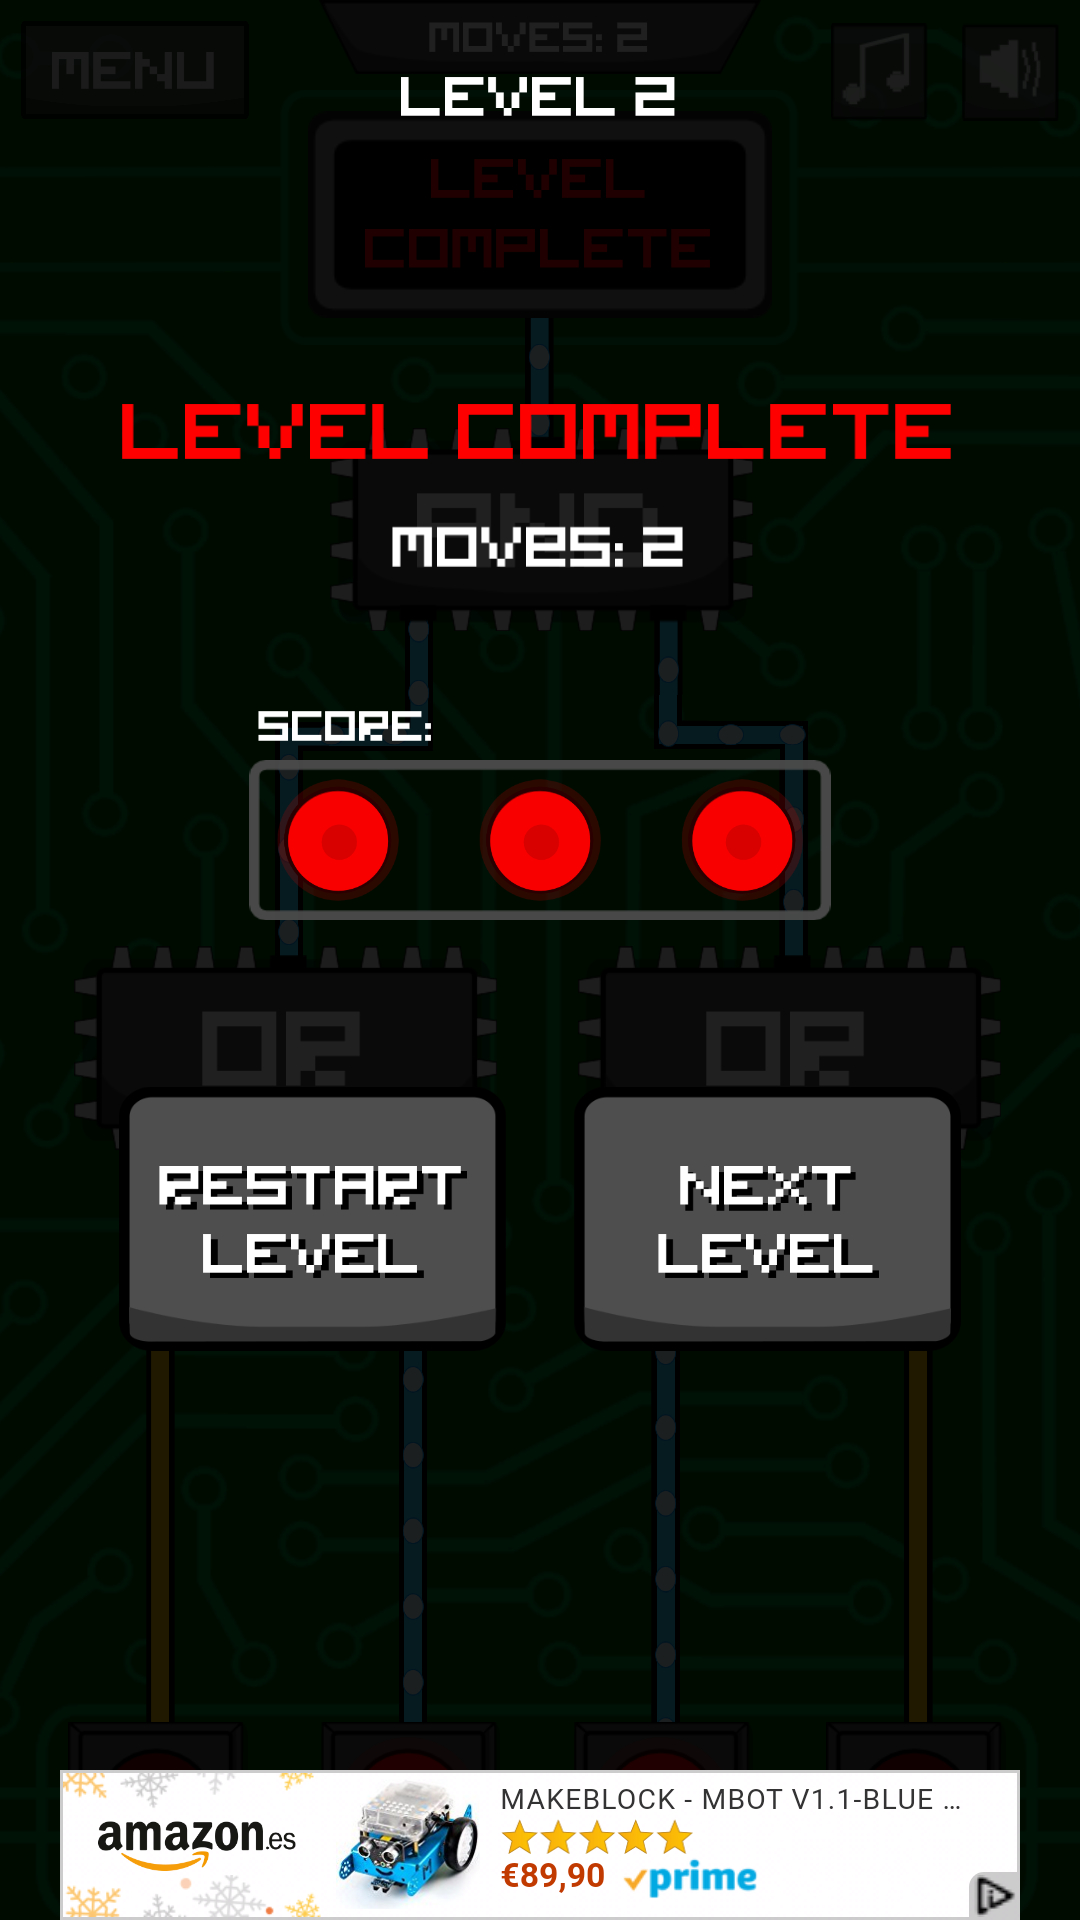 MOVES: 2
MENU
LEVEL 2
LEVEL
COMPLETE
LEVEL COMPLETE
AND
MOVES: 2
SCORE:
OR
OR
RESTART
LEVEL
NEXT
LEVEL
MAKEBLOCK - MBOT V1.1-BLUE ...
amazon.es
€89,90 prime